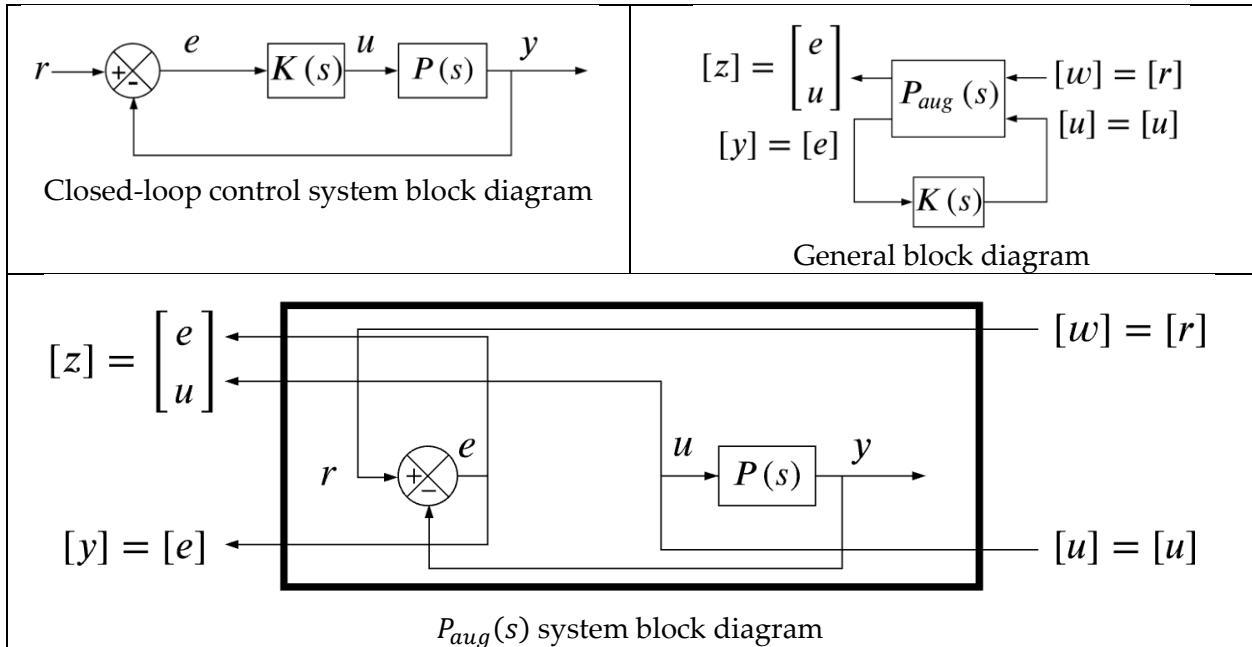 r e K(s) u P(s) y
+ -
Closed-loop control system block diagram
[z] = [e u] P_aug(s) [w] = [r]
[y] = [e] [u] = [u]
K(s)
General block diagram
[z] = [e u] [w] = [r]
r + - e u P(s) y
[y] = [e] [u] = [u]
P_aug(s) system block diagram